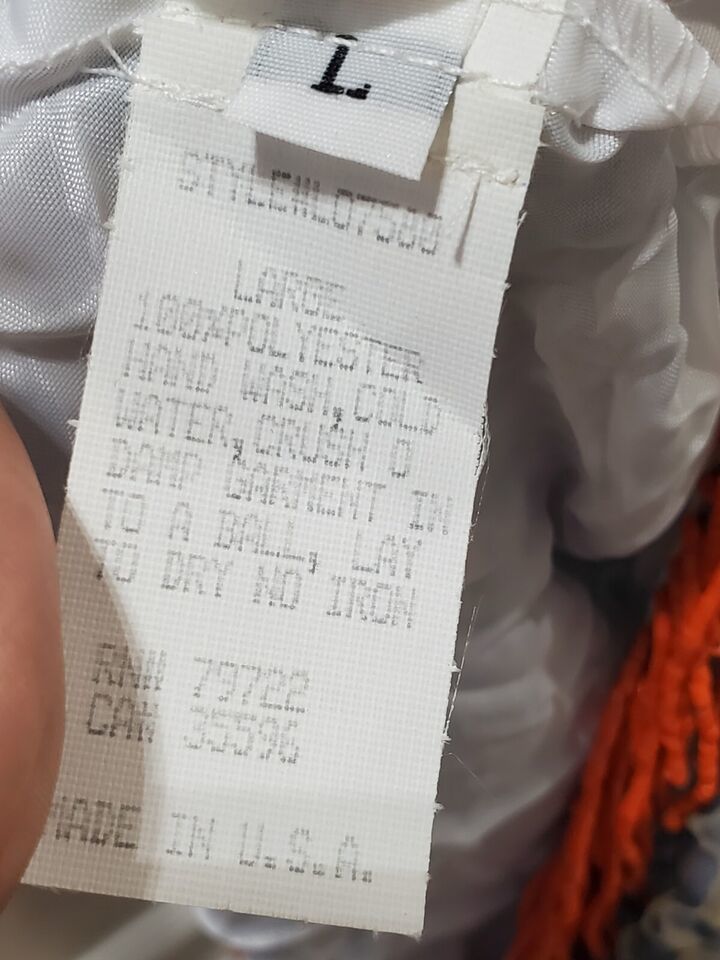 L
STYLE#L07580
LARGE
100%POLYESTER
HAND WASH,COLD
WATER,CRUSH O
DAMP GARMENT IN
TO A BALL, LAY
TO DRY NO IRON
RN# 79722
CA# 35596
MADE IN U.S.A.